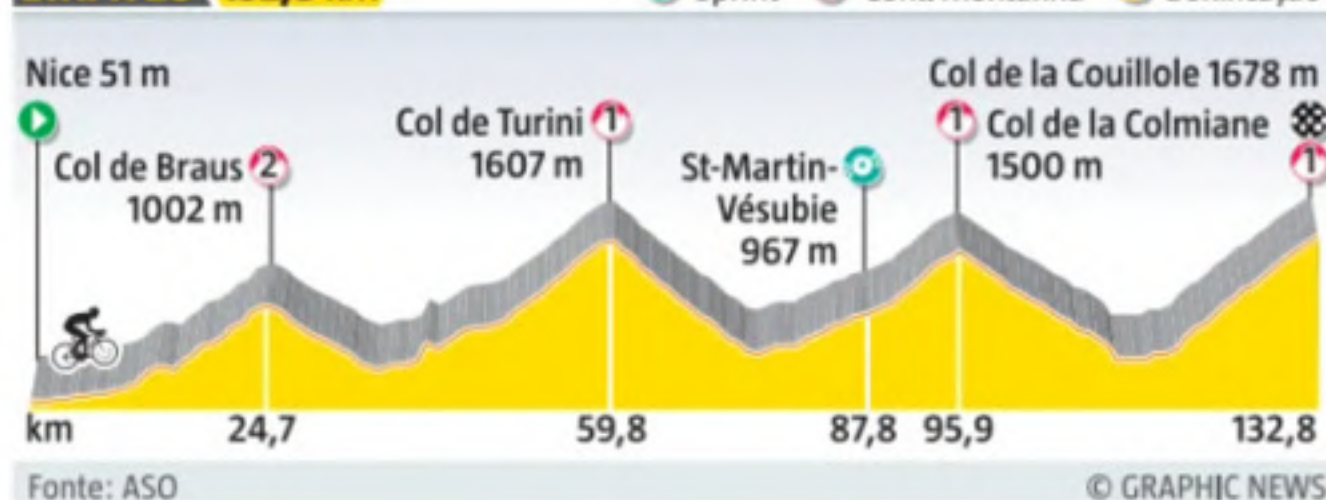 Nice 51 m
Col de la Couillole 1678 m
Col de Turini 1
1607 m
1 Col de la Colmiane
1500 m
1
Col de Braus 2
1002 m
St-Martin-
Vésubie
967 m
km 24,7 59,8 87,8 95,9 132,8
Fonte: ASO
© GRAPHIC NEWS